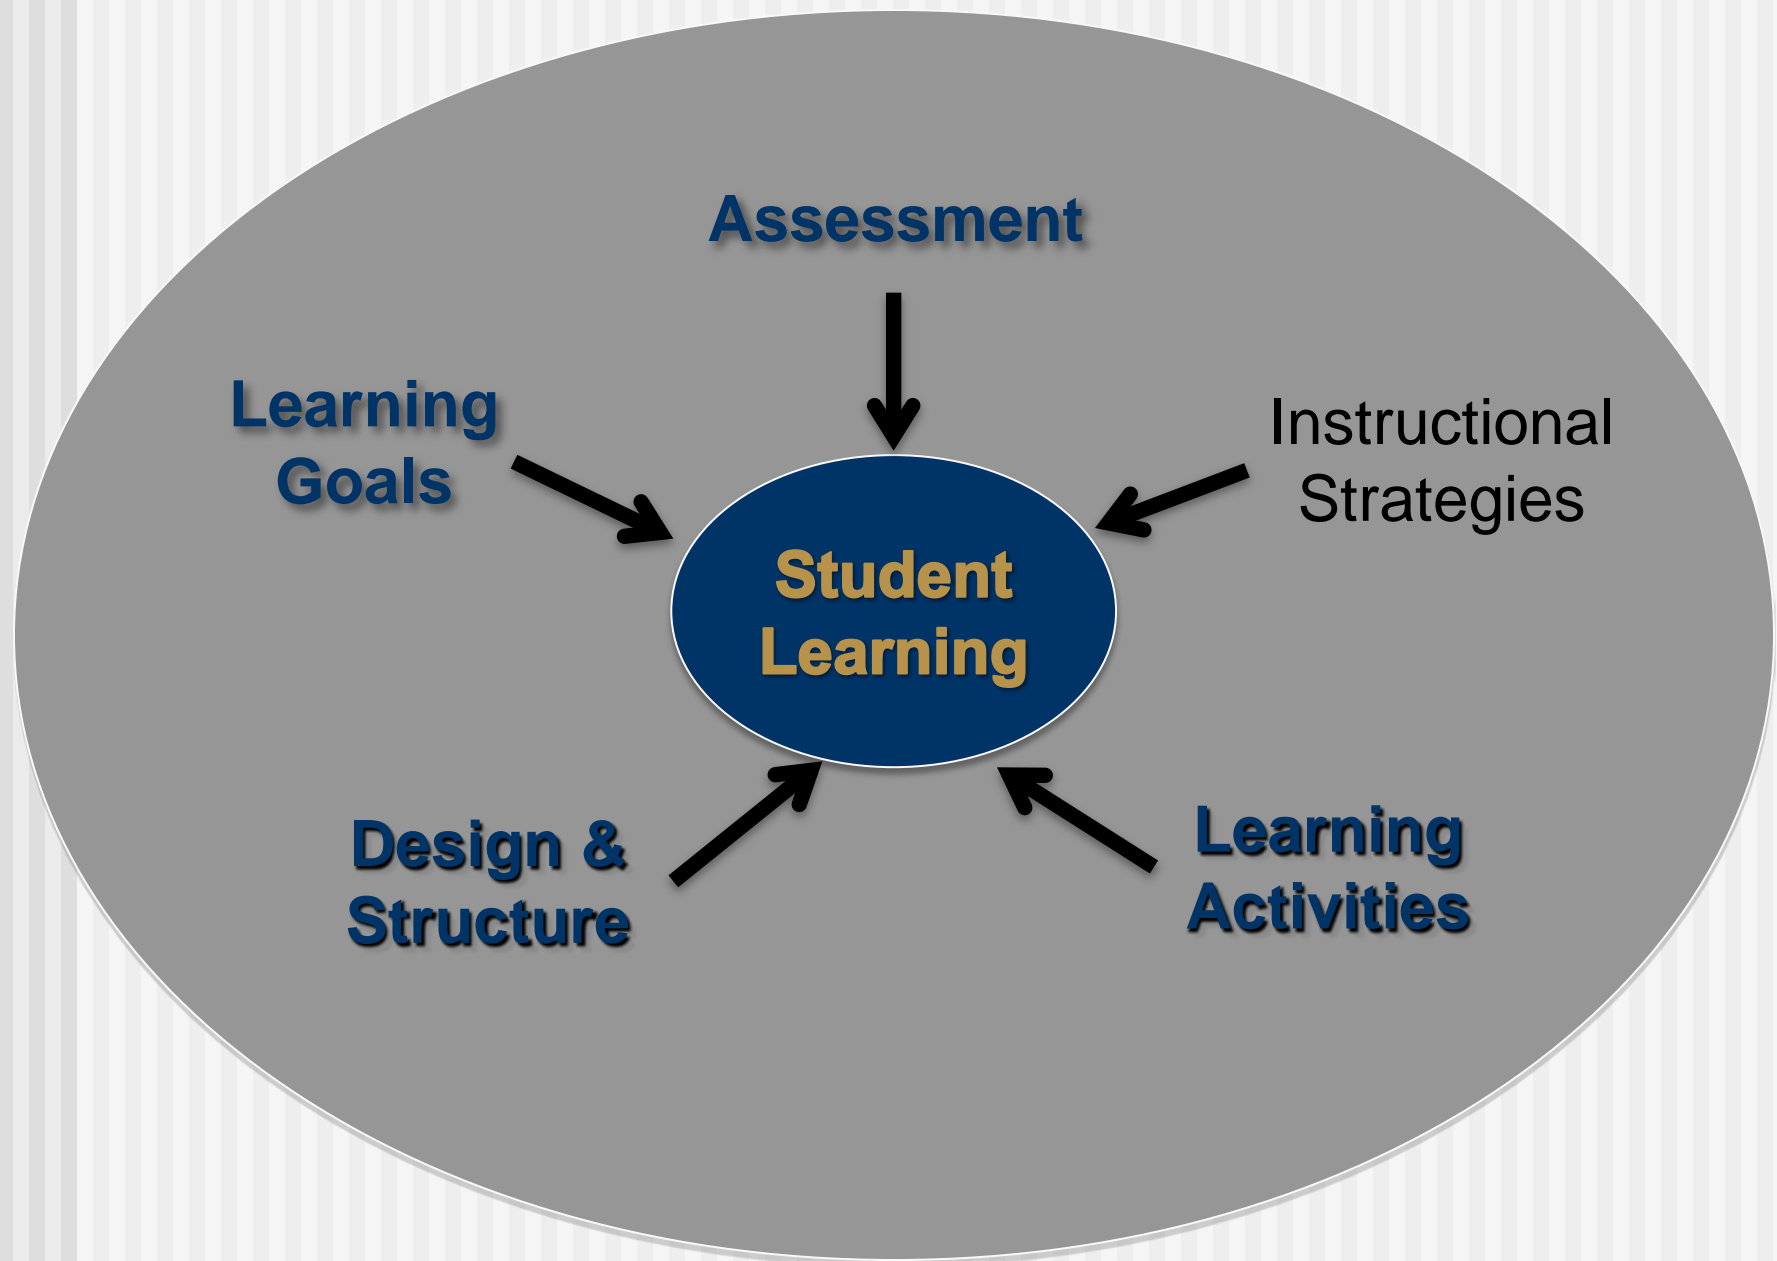 Assessment
Learning
Goals
Instructional
Strategies
Student
Learning
Design &
Structure
Learning
Activities